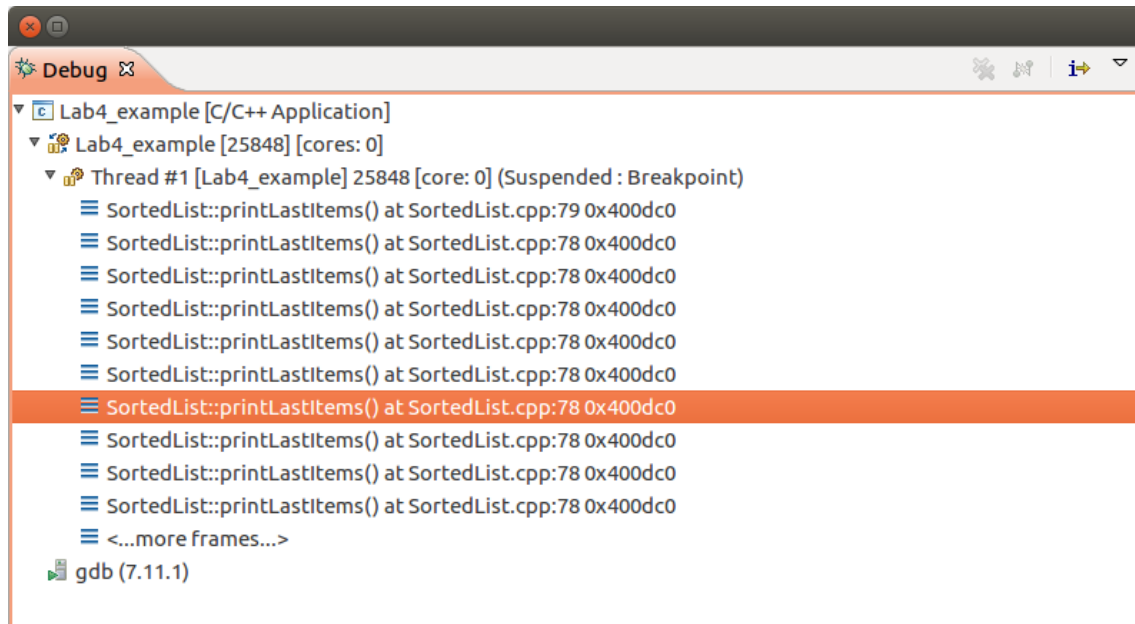 Debug
Lab4_example [C/C++ Application]
Lab4_example [25848] [cores: 0]
Thread #1 [Lab4_example] 25848 [core: 0] (Suspended : Breakpoint)
SortedList::printLastItems() at SortedList.cpp:79 0x400dc0
SortedList::printLastItems() at SortedList.cpp:78 0x400dc0
SortedList::printLastItems() at SortedList.cpp:78 0x400dc0
SortedList::printLastItems() at SortedList.cpp:78 0x400dc0
SortedList::printLastItems() at SortedList.cpp:78 0x400dc0
SortedList::printLastItems() at SortedList.cpp:78 0x400dc0
SortedList::printLastItems() at SortedList.cpp:78 0x400dc0
SortedList::printLastItems() at SortedList.cpp:78 0x400dc0
SortedList::printLastItems() at SortedList.cpp:78 0x400dc0
SortedList::printLastItems() at SortedList.cpp:78 0x400dc0
<...more frames...>
gdb (7.11.1)